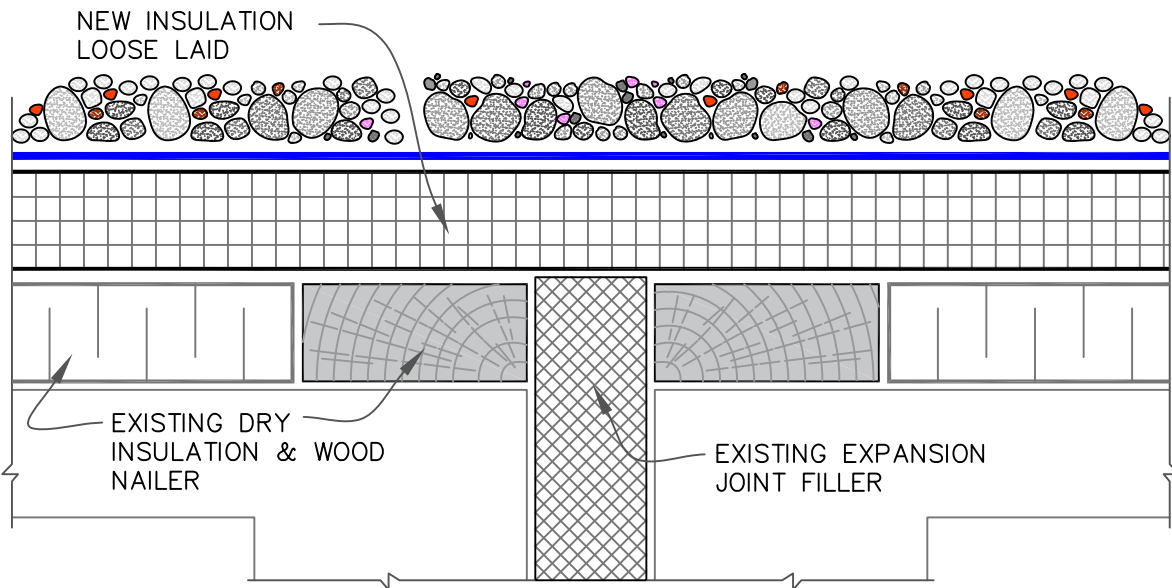 NEW INSULATION
LOOSE LAID
EXISTING DRY
INSULATION & WOOD
NAILER
EXISTING EXPANSION
JOINT FILLER